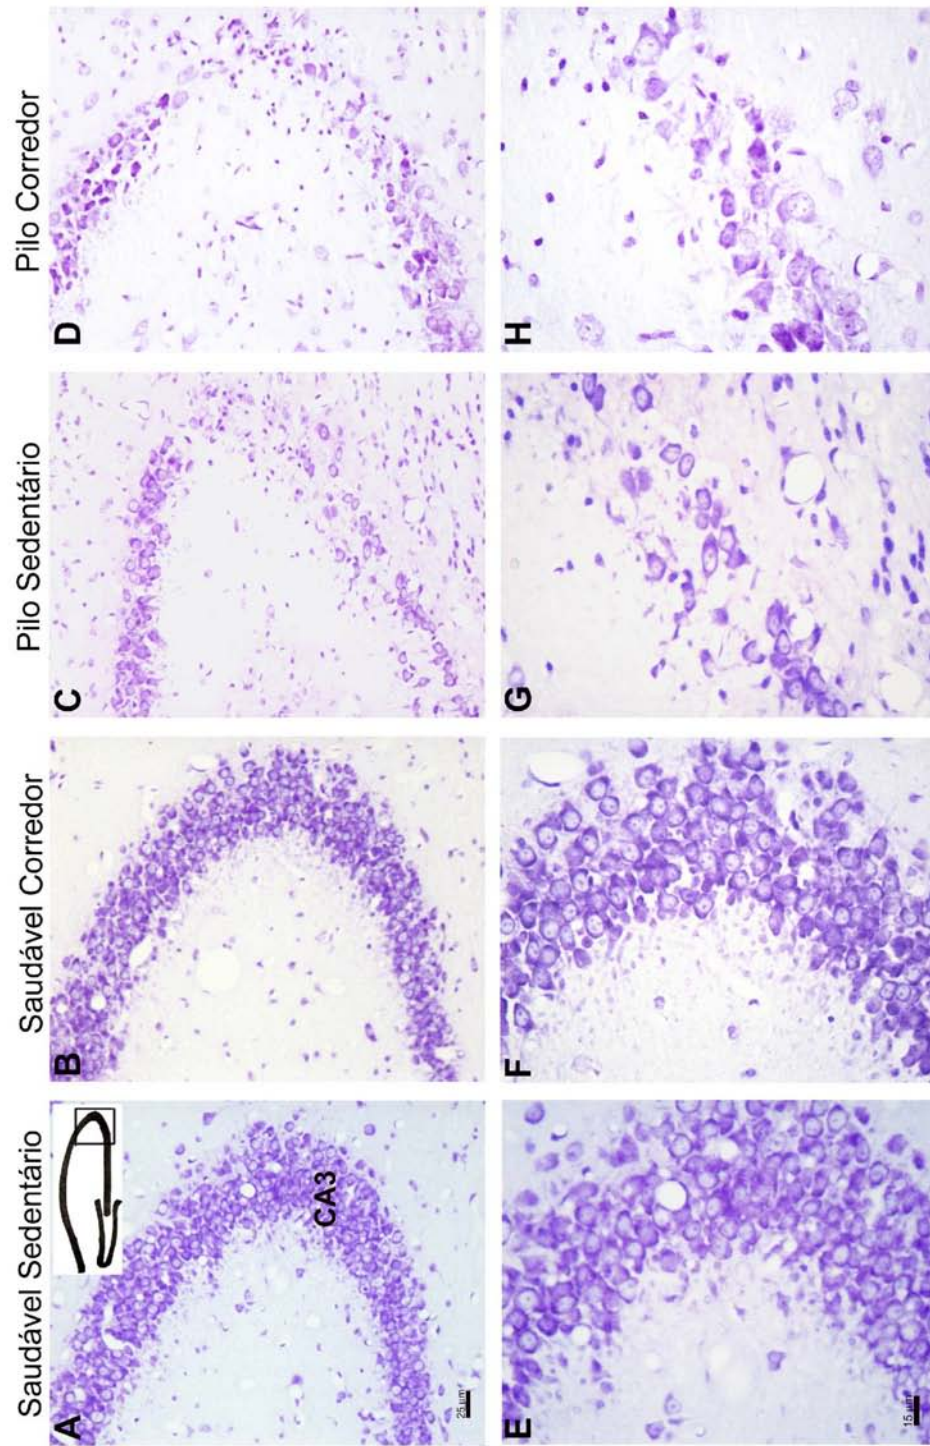 Saudável Sedentário
Saudável Corredor
Pilo Sedentário
Pilo Corredor
A
B
C
D
CA3
25 µm
E
F
G
H
15 µm